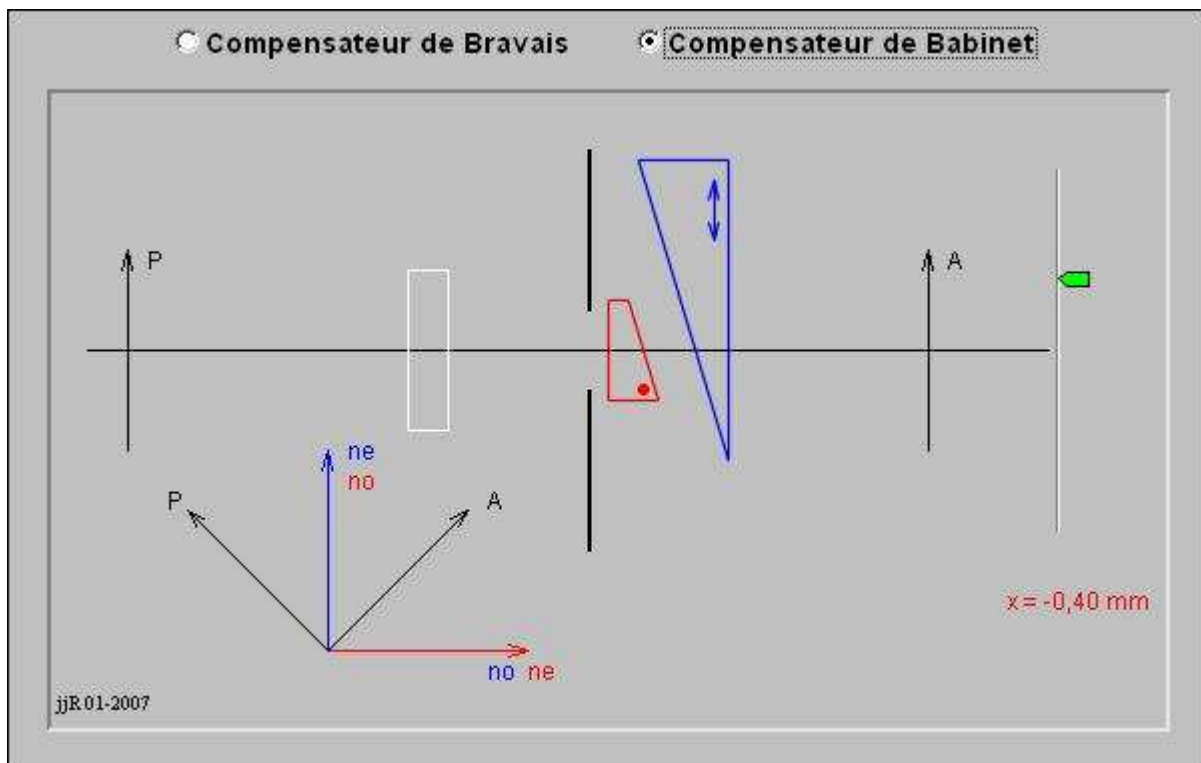 Compensateur de Bravais Compensateur de Babinet
P
A
ne
no
P
A
x = -0,40 mm
no ne
jjR 01-2007